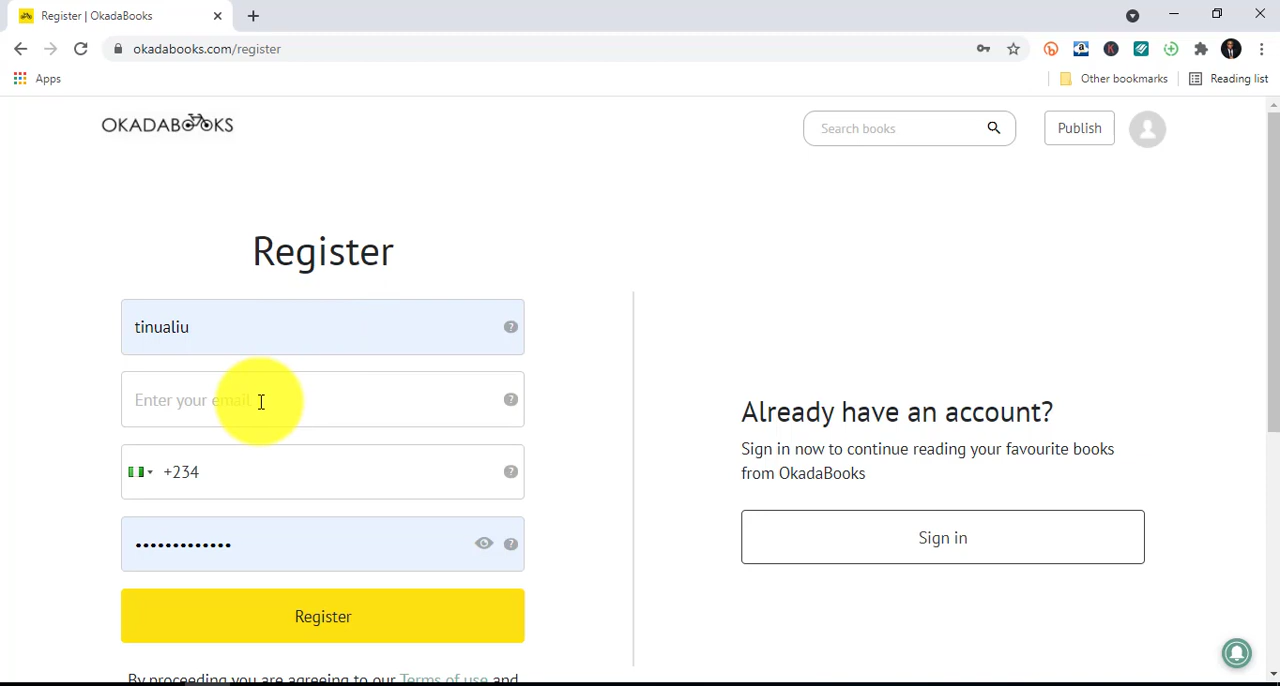 Register | OkadaBooks
okadabooks.com/register
Apps
Other bookmarks
Reading list
OKADABOOKS
Search books
Publish
Register
tinualiu
Enter your email
+234
Register
By proceeding you are agreeing to our Terms of use and
Already have an account?
Sign in now to continue reading your favourite books
from OkadaBooks
Sign in